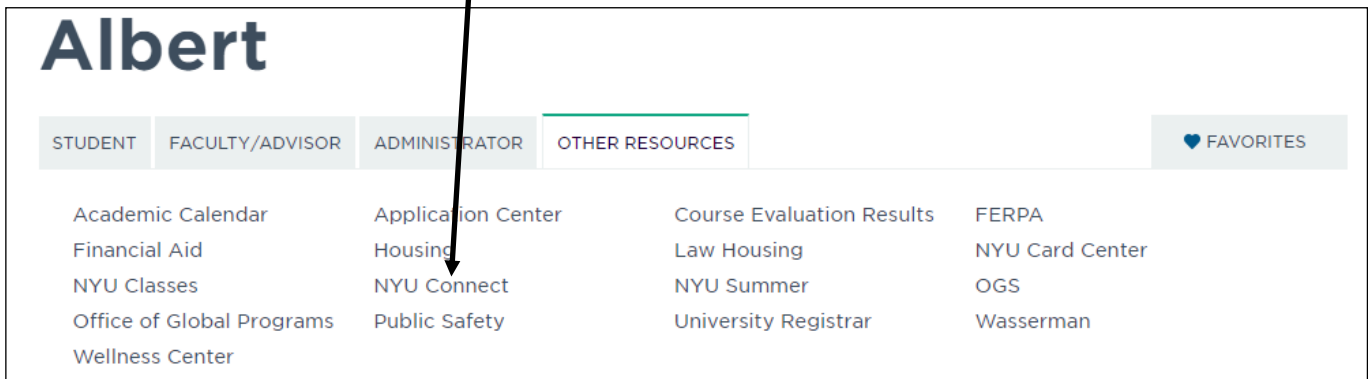 Albert
STUDENT FACULTY/ADVISOR ADMINISTRATOR OTHER RESOURCES FAVORITES
Academic Calendar Application Center Course Evaluation Results FERPA
Financial Aid Housing Law Housing NYU Card Center
NYU Classes NYU Connect NYU Summer OGS
Office of Global Programs Public Safety University Registrar Wasserman
Wellness Center